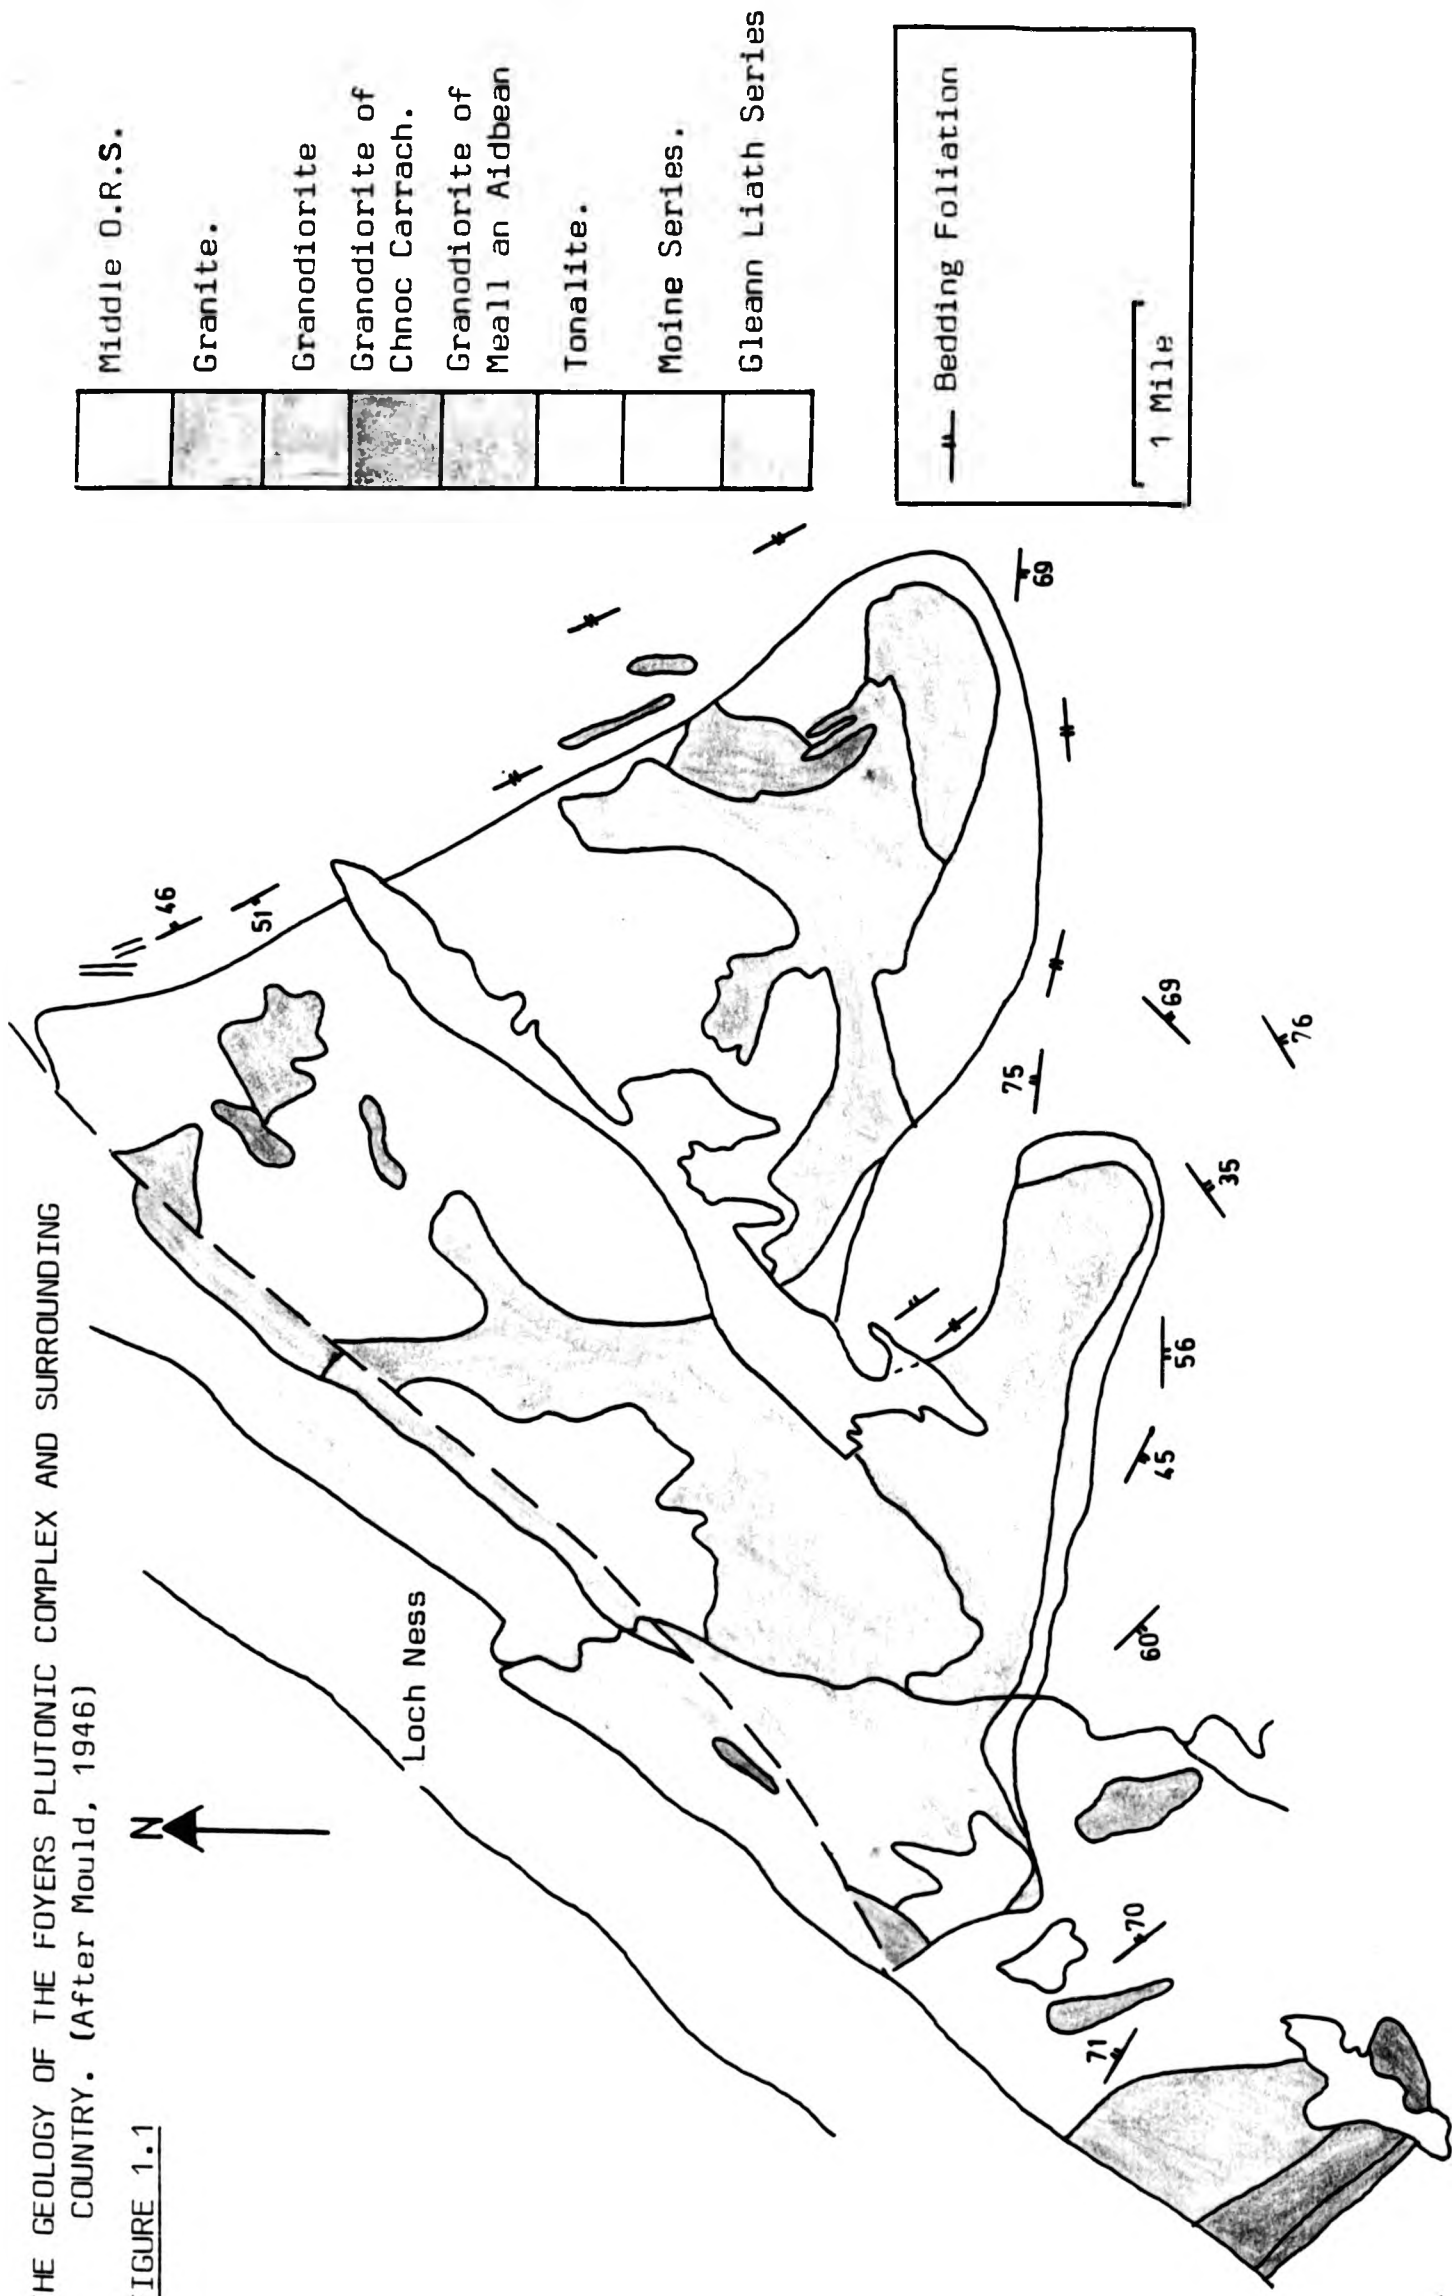 HE GEOLOGY OF THE FOYERS PLUTONIC COMPLEX AND SURROUNDING
COUNTRY. (After Mould, 1946)
IGURE 1.1
N
Loch Ness
Middle O.R.S.
Granite.
Granodiorite
Granodiorite of
Chnoc Carrach.
Granodiorite of
Meall an Aidbean
Tonalite.
Moine Series.
Gleann Liath Series
Bedding Foliation
1 Mile
46
51
69
69
76
75
35
56
45
60
70
71